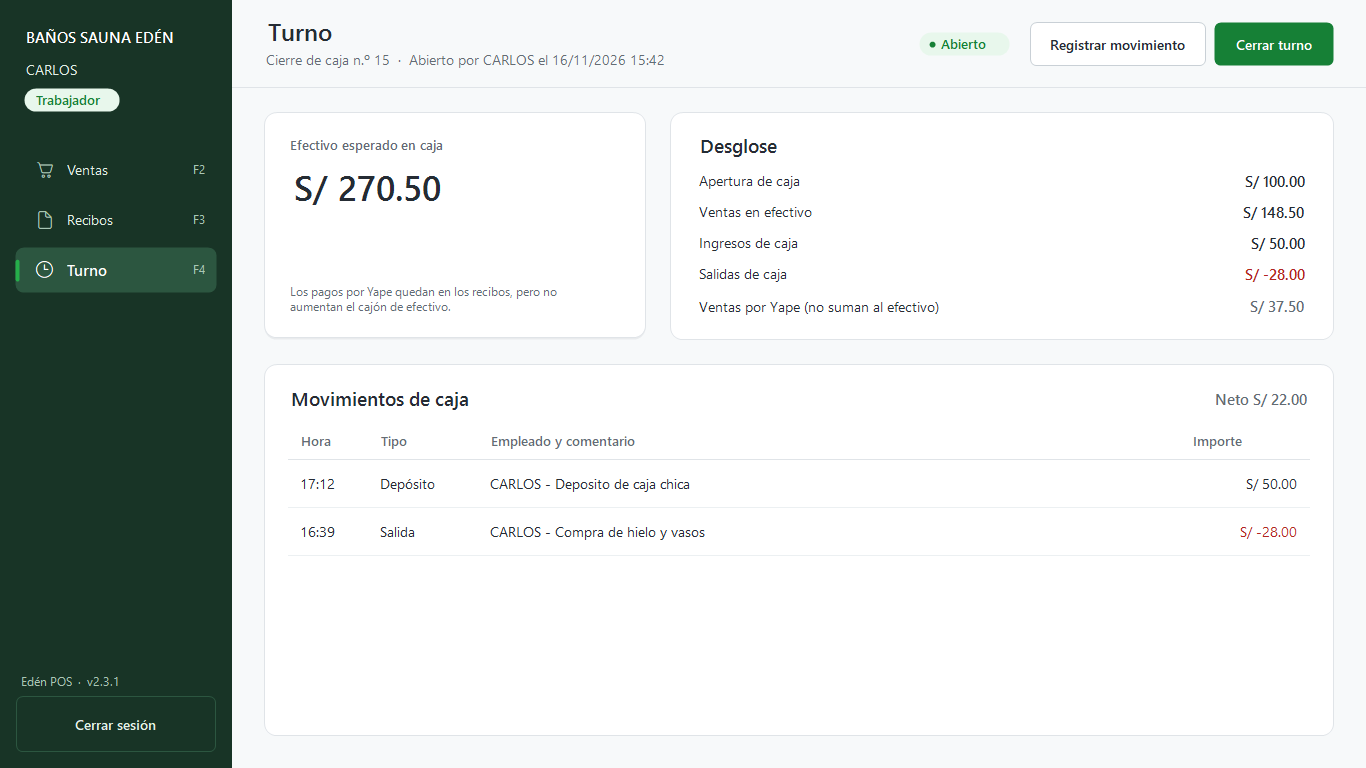 BAÑOS SAUNA EDÉN
CARLOS
Trabajador
Ventas F2
Recibos F3
Turno F4
Edén POS · v2.3.1
Cerrar sesión
Turno
Cierre de caja n.º 15 · Abierto por CARLOS el 16/11/2026 15:42
Abierto
Registrar movimiento
Cerrar turno
Efectivo esperado en caja
S/ 270.50
Los pagos por Yape quedan en los recibos, pero no
aumentan el cajón de efectivo.
Desglose
Apertura de caja S/ 100.00
Ventas en efectivo S/ 148.50
Ingresos de caja S/ 50.00
Salidas de caja S/ -28.00
Ventas por Yape (no suman al efectivo) S/ 37.50
Movimientos de caja Neto S/ 22.00
Hora Tipo Empleado y comentario Importe
17:12 Depósito CARLOS - Deposito de caja chica S/ 50.00
16:39 Salida CARLOS - Compra de hielo y vasos S/ -28.00